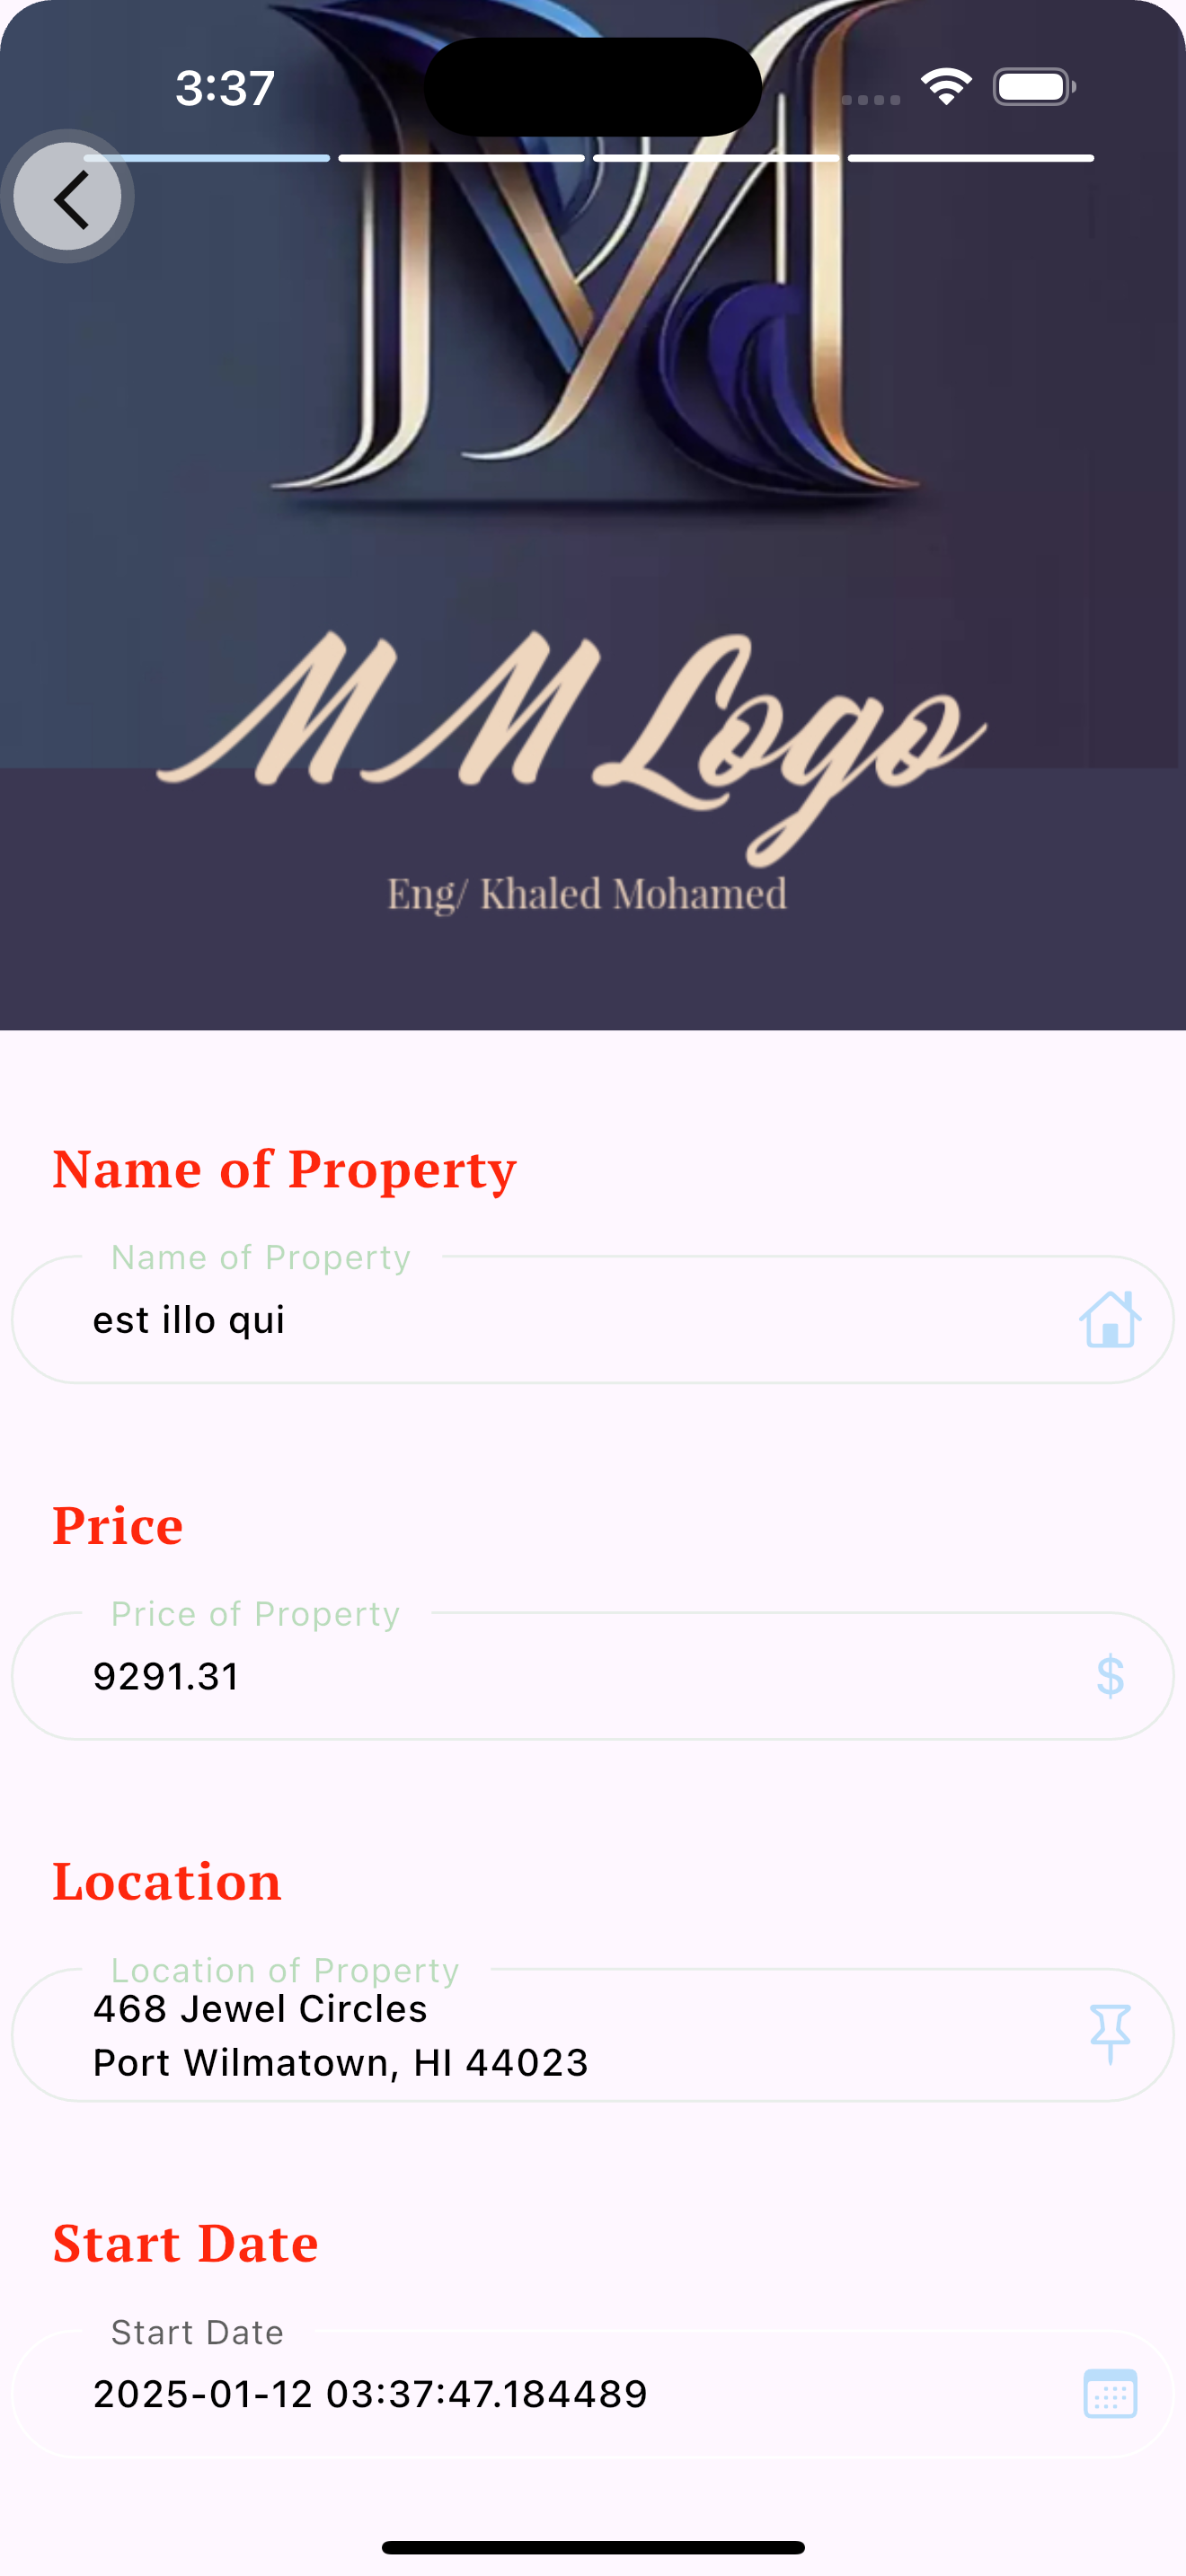 3:37
MM Logo
Eng/ Khaled Mohamed
Name of Property
Name of Property
est illo qui
Price
Price of Property
9291.31
$
Location
Location of Property
468 Jewel Circles
Port Wilmatown, HI 44023
Start Date
Start Date
2025-01-12 03:37:47.184489